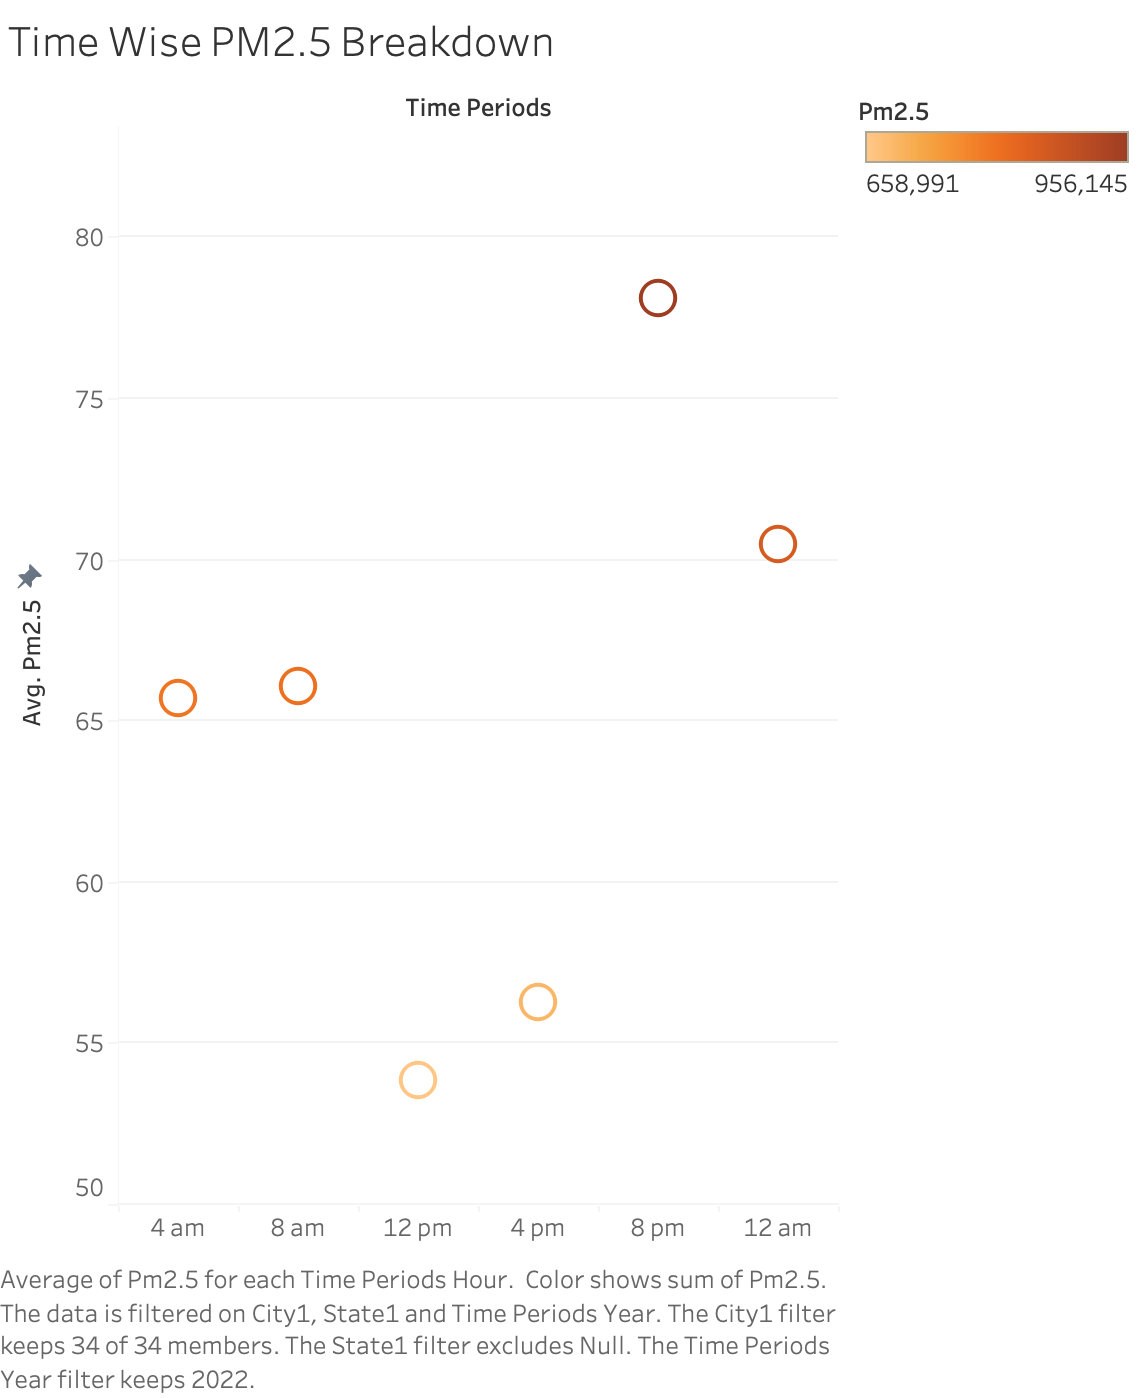 Time Wise PM2.5 Breakdown
Time Periods
Pm2.5
658,991 956,145
80
75
70
65
60
55
50
Avg. Pm2.5
4 am 8 am 12 pm 4 pm 8 pm 12 am
Average of Pm2.5 for each Time Periods Hour.  Color shows sum of Pm2.5.
The data is filtered on City1, State1 and Time Periods Year. The City1 filter
keeps 34 of 34 members. The State1 filter excludes Null. The Time Periods
Year filter keeps 2022.